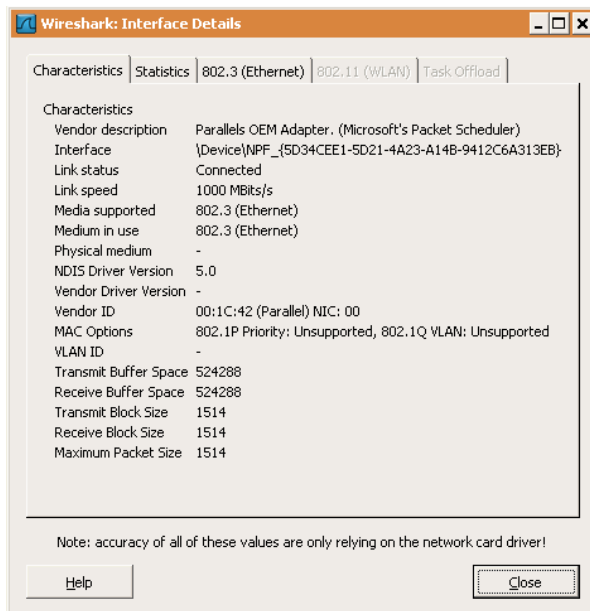 Wireshark: Interface Details
Characteristics Statistics 802.3 (Ethernet) 802.11 (WLAN) Task Offload
Characteristics
Vendor description Parallels OEM Adapter. (Microsoft's Packet Scheduler)
Interface \Device\NPF_{5D34CEE1-5D21-4A23-A14B-9412C6A313EB}
Link status Connected
Link speed 1000 MBits/s
Media supported 802.3 (Ethernet)
Medium in use 802.3 (Ethernet)
Physical medium -
NDIS Driver Version 5.0
Vendor Driver Version -
Vendor ID 00:1C:42 (Parallel) NIC: 00
MAC Options 802.1P Priority: Unsupported, 802.1Q VLAN: Unsupported
VLAN ID -
Transmit Buffer Space 524288
Receive Buffer Space 524288
Transmit Block Size 1514
Receive Block Size 1514
Maximum Packet Size 1514
Note: accuracy of all of these values are only relying on the network card driver!
Help Close